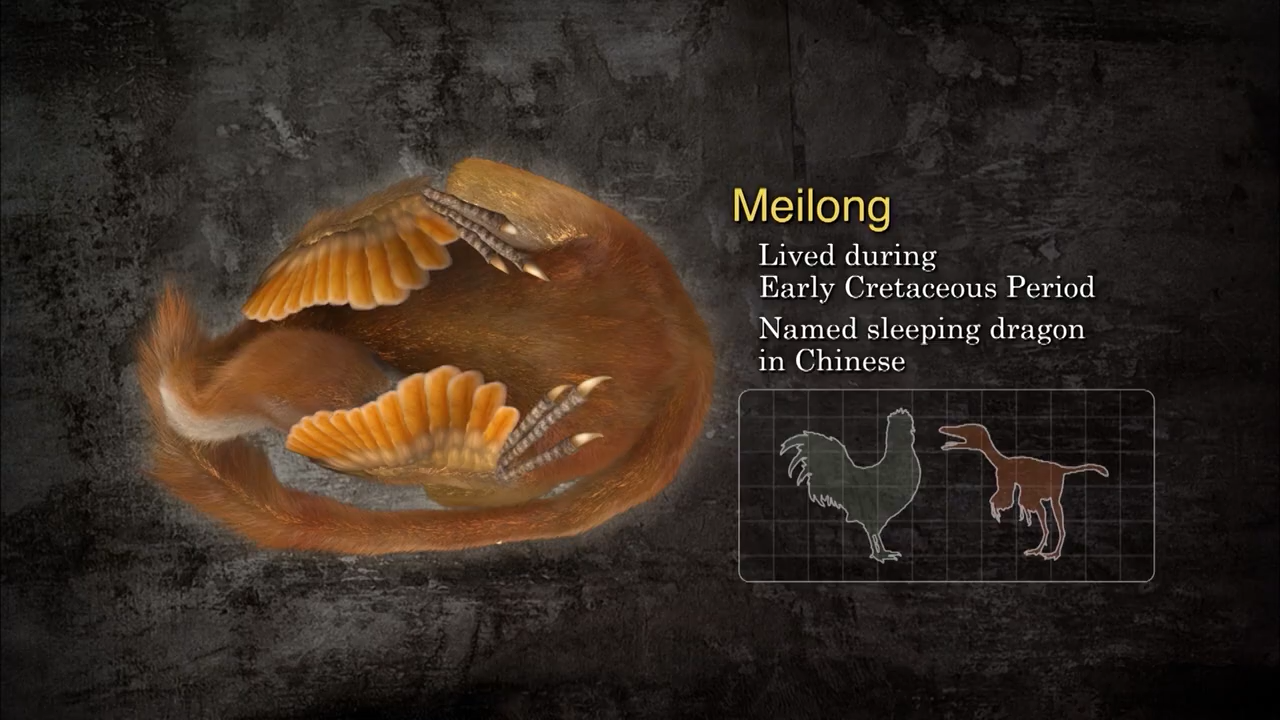 Meilong
Lived during
Early Cretaceous Period
Named sleeping dragon
in Chinese